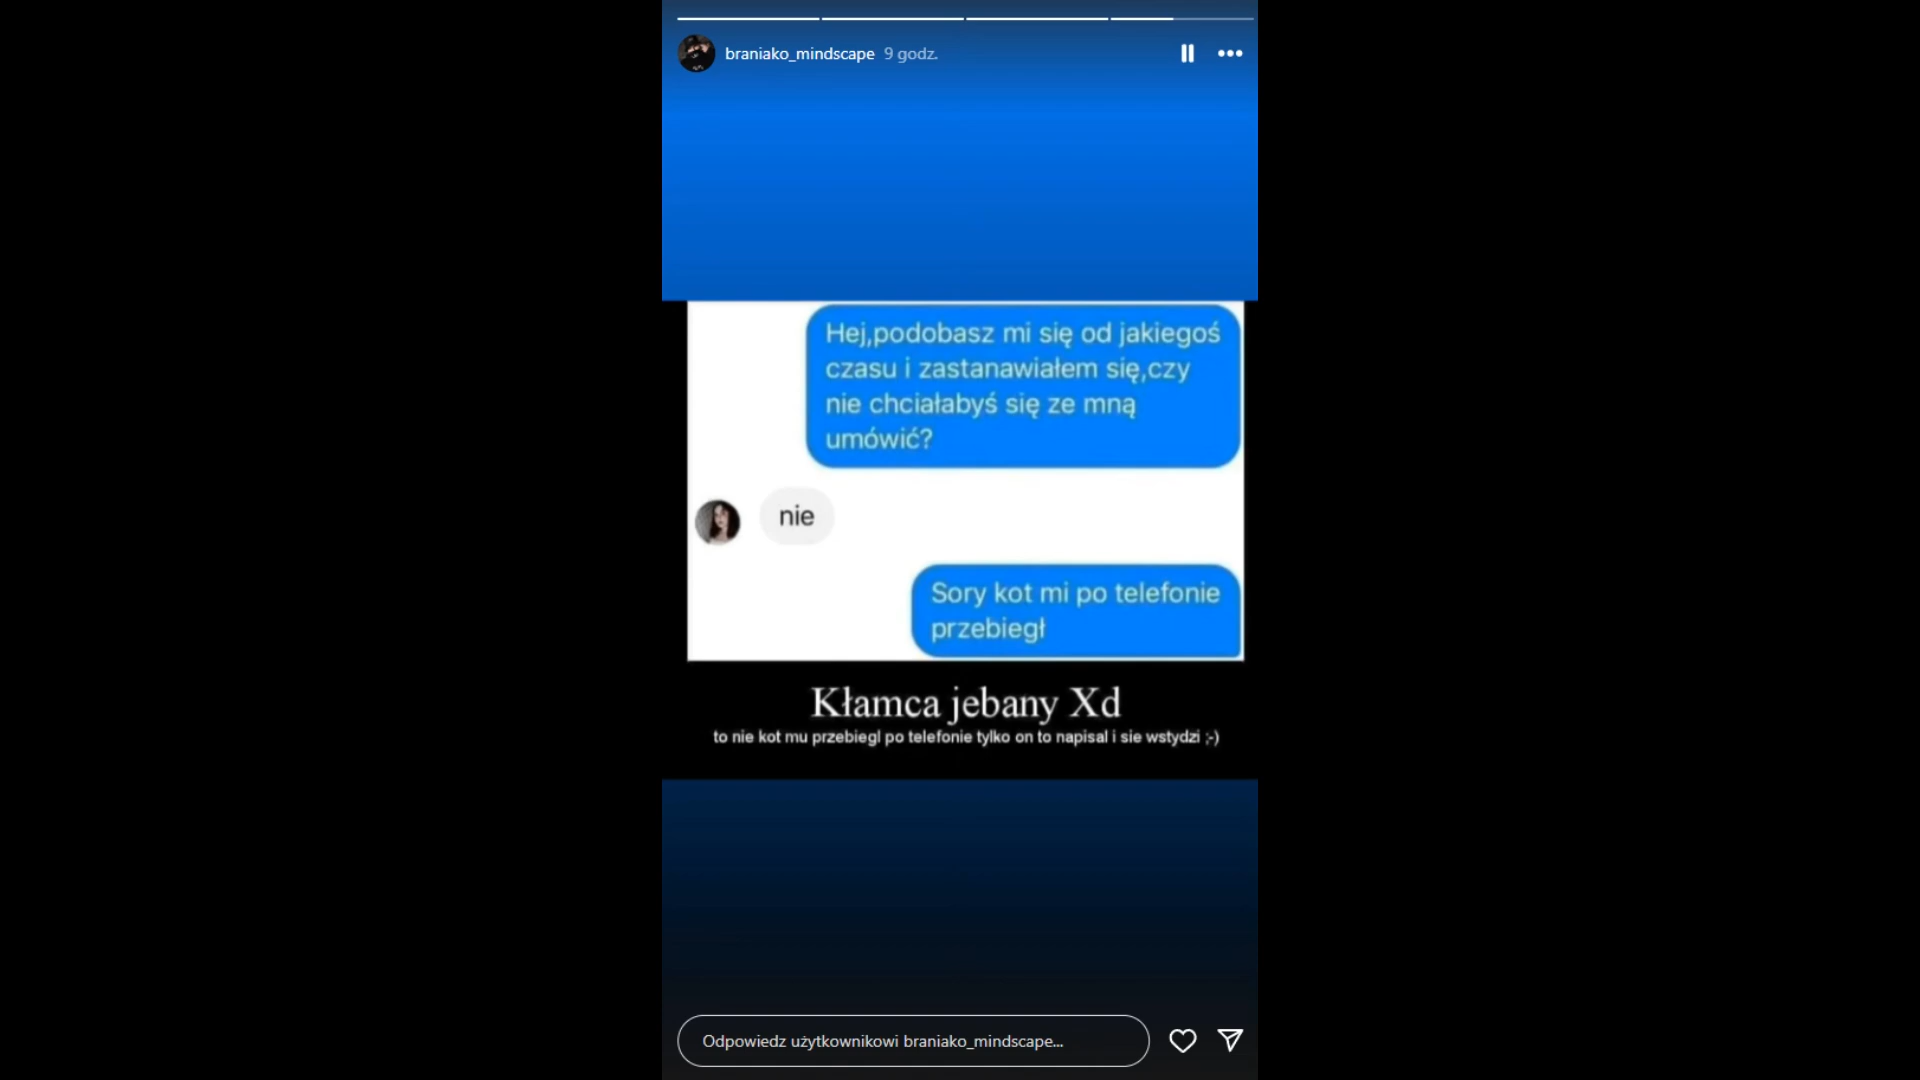 braniako_mindscape 9 godz.
Hej,podobasz mi się od jakiegoś
czasu i zastanawiałem się,czy
nie chciałabyś się ze mną
umówić?
nie
Sory kot mi po telefonie
przebiegł
Kłamca jebany Xd
to nie kot mu przebiegl po telefonie tylko on to napisal i sie wstydzi ;-)
Odpowiedz użytkownikowi braniako_mindscape...